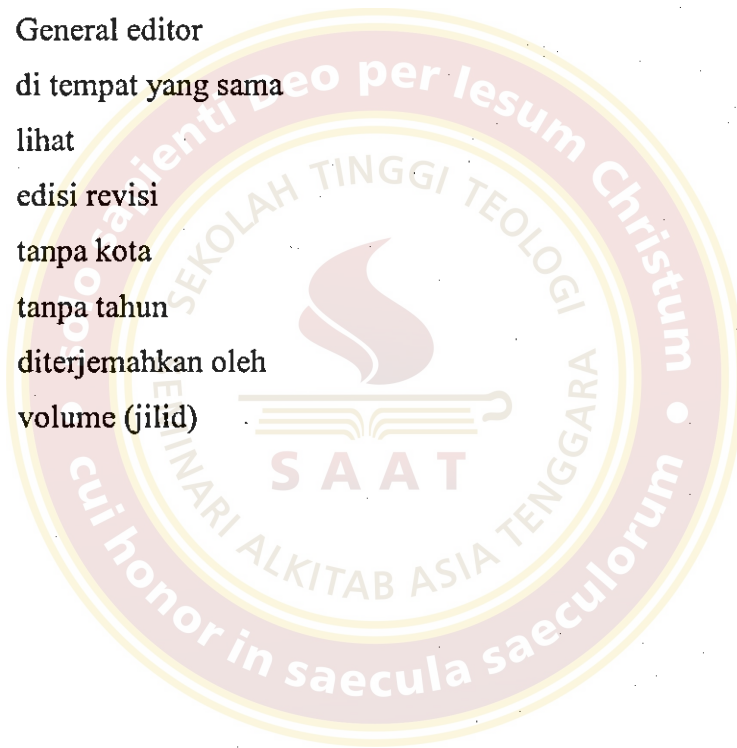 General editor
di tempat yang sama
lihat
edisi revisi
tanpa kota
tanpa tahun
diterjemahkan oleh
volume (jilid)
solo sapienti Deo per Iesum Christum
cui honor in saecula saeculorum
SEKOLAH TINGGI TEOLOGI
SEMINARI ALKITAB ASIA TENGGARA
SAAT